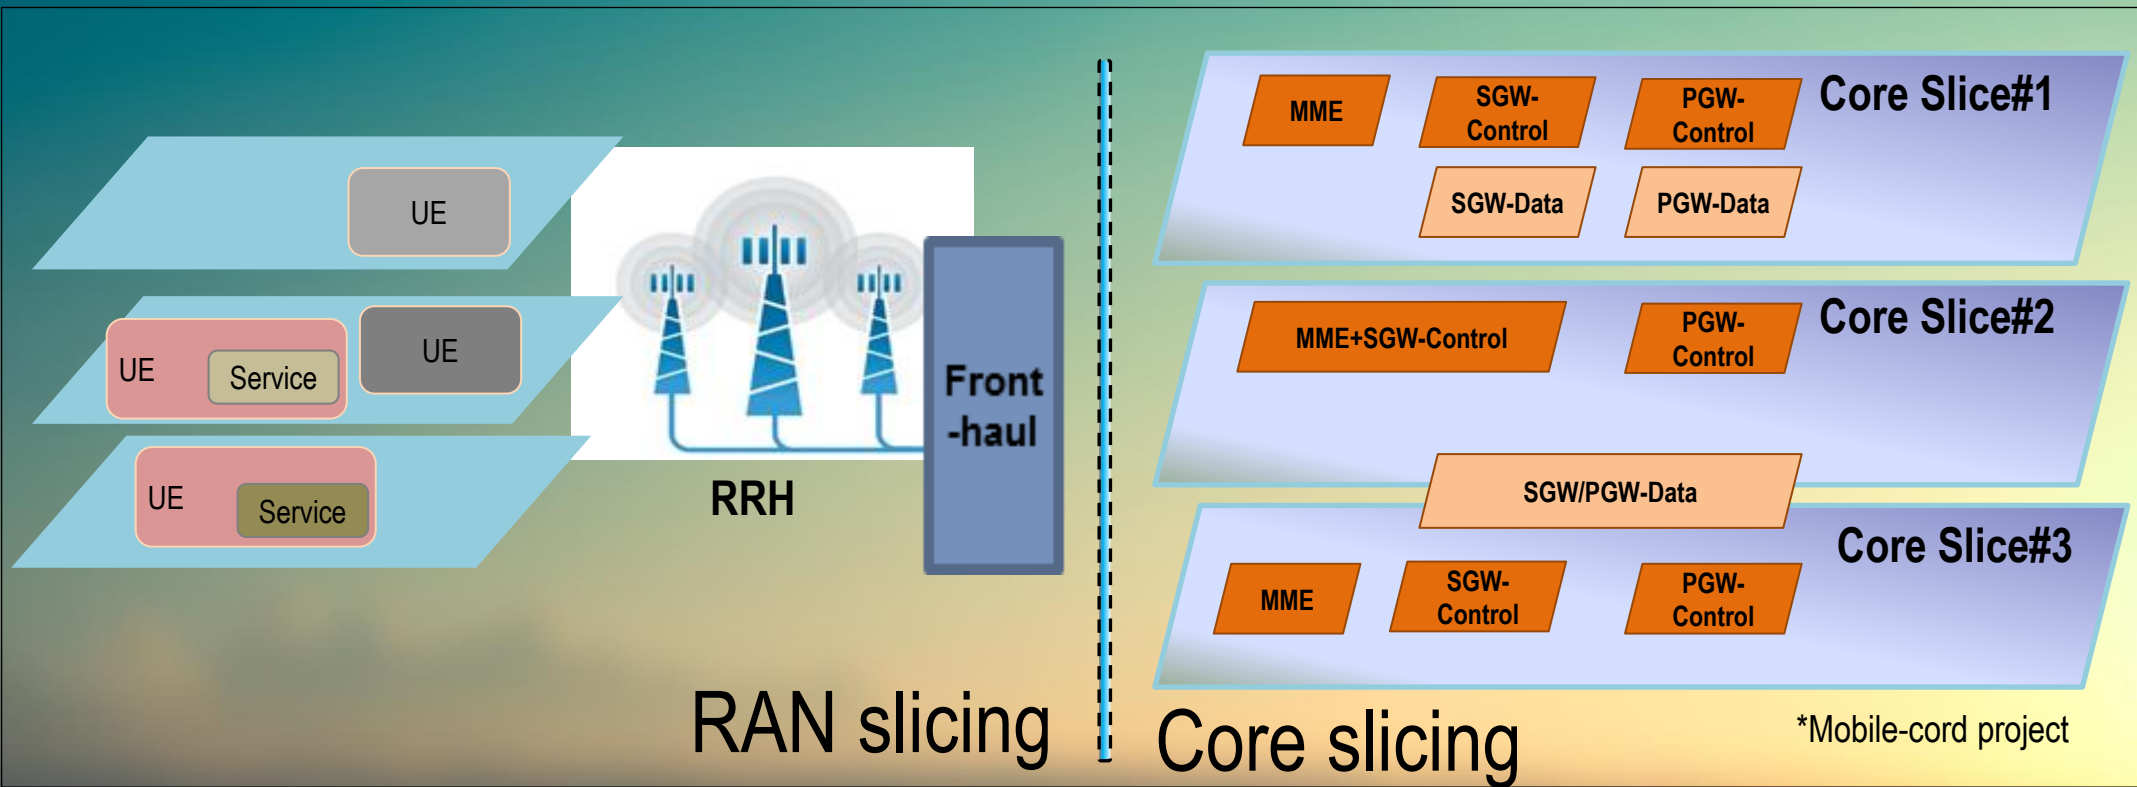 UE
UE
Service
UE
UE
Service
RRH
Front
-haul
RAN slicing
Core Slice#1
MME
SGW-
Control
PGW-
Control
SGW-Data
PGW-Data
Core Slice#2
MME+SGW-Control
PGW-
Control
SGW/PGW-Data
Core Slice#3
MME
SGW-
Control
PGW-
Control
Core slicing
*Mobile-cord project